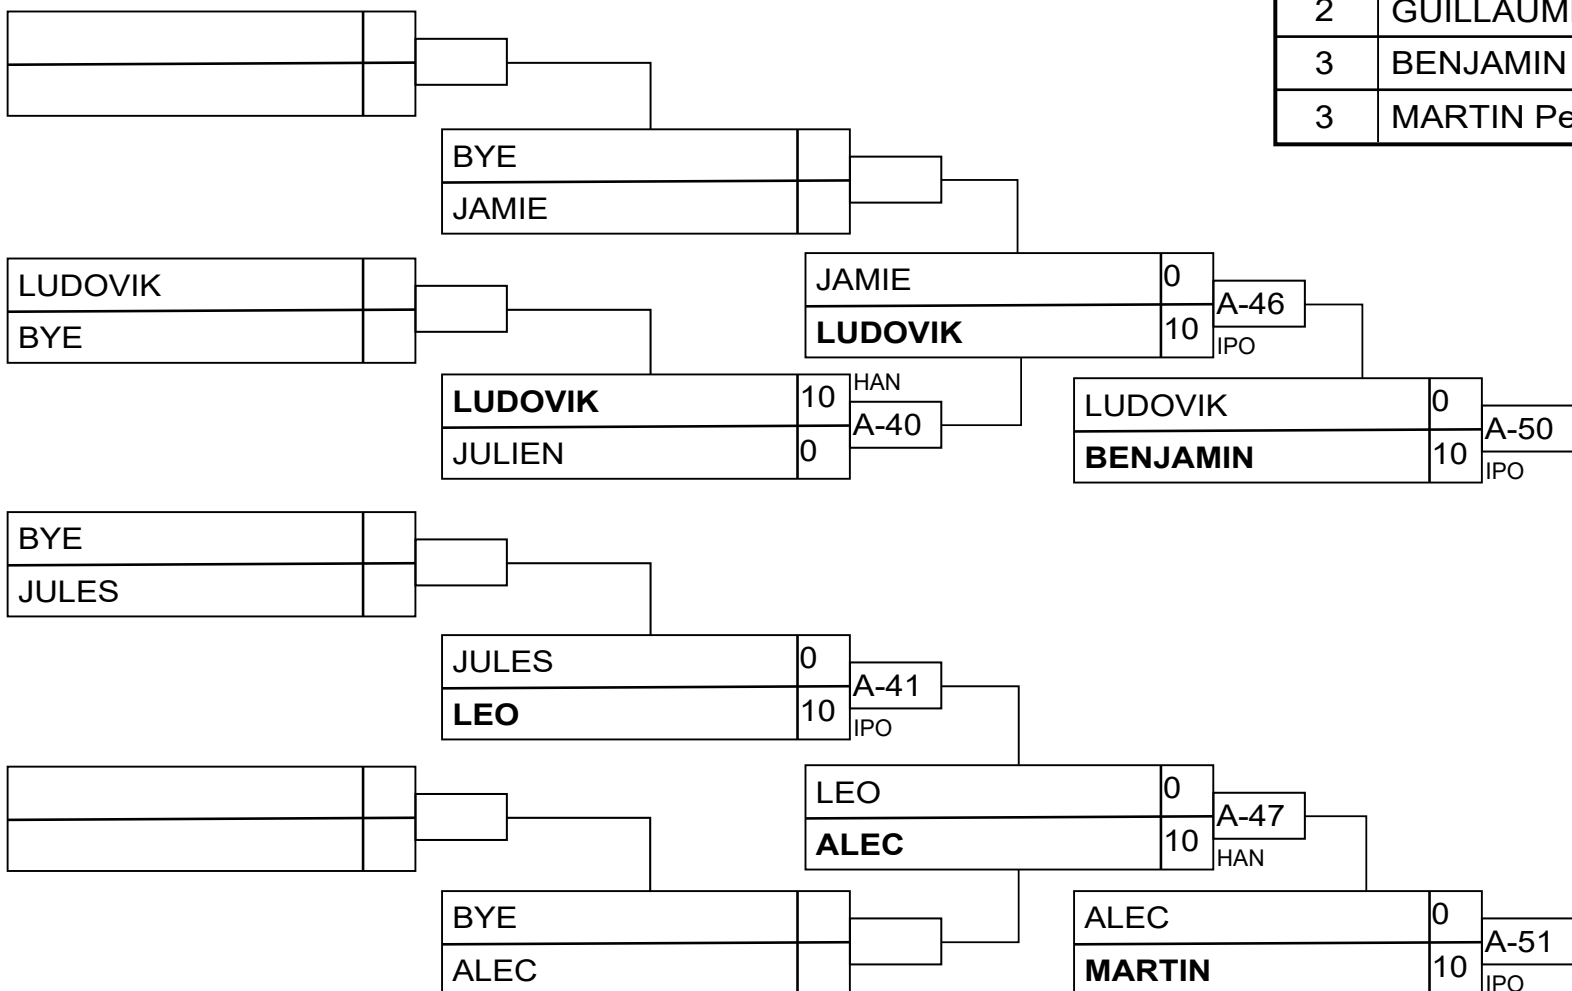 2 GUILLAUM
3 BENJAMIN
3 MARTIN Pe
BYE
JAMIE
LUDOVIK
BYE
JAMIE 0
LUDOVIK 10
A-46
IPO
LUDOVIK 10
JULIEN 0
HAN
A-40
LUDOVIK 0
BENJAMIN 10
A-50
IPO
BYE
JULES
JULES 0
LEO 10
A-41
IPO
LEO 0
ALEC 10
A-47
HAN
BYE
ALEC
ALEC 0
MARTIN 10
A-51
IPO